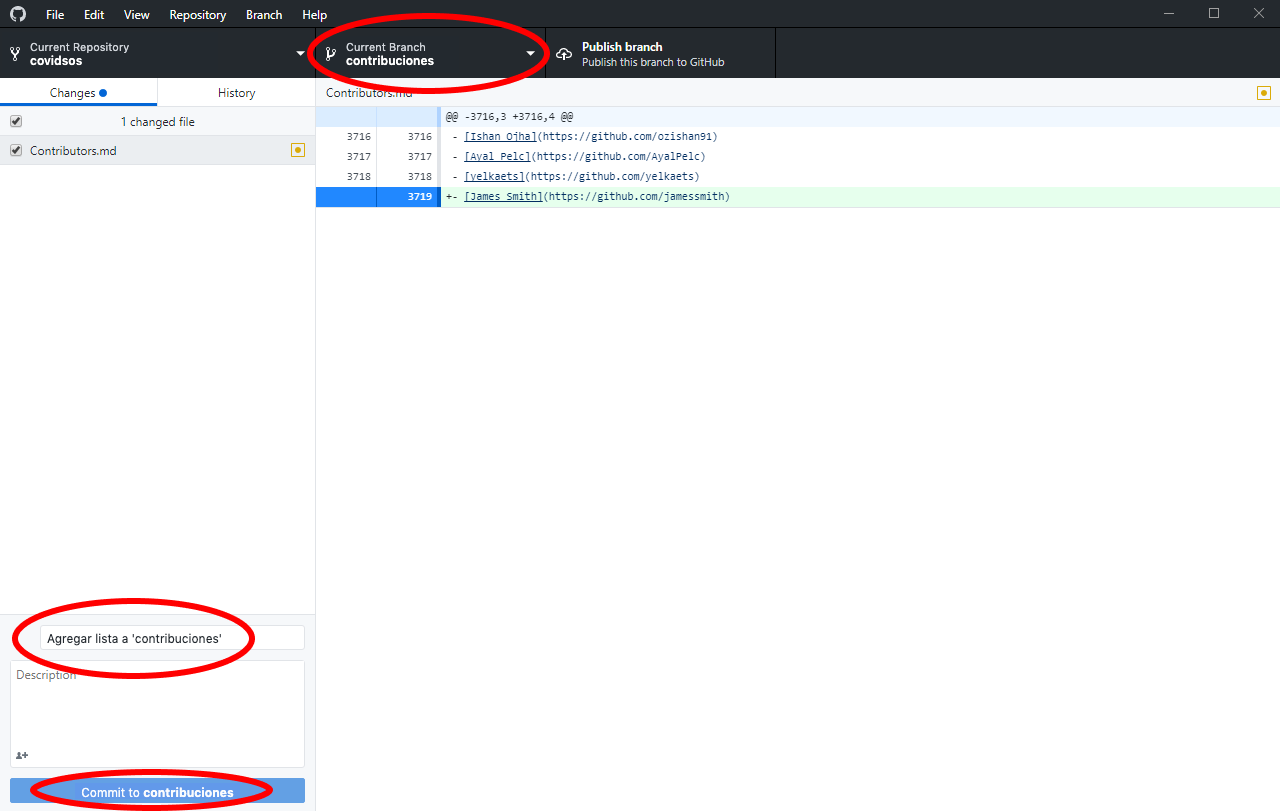 File Edit View Repository Branch Help
Current Repository
covidsos
Current Branch
contribuciones
Publish branch
Publish this branch to GitHub
Changes History
Contributors.md
1 changed file
Contributors.md
@@ -3716,3 +3716,4 @@
3716 3716 - [Ishan Ojha](https://github.com/ozishan91)
3717 3717 - [Ayal Pelc](https://github.com/AyalPelc)
3718 3718 - [yelkaets](https://github.com/yelkaets)
3719 +- [James Smith](https://github.com/jamessmith)
Agregar lista a 'contribuciones'
Description
Commit to contribuciones